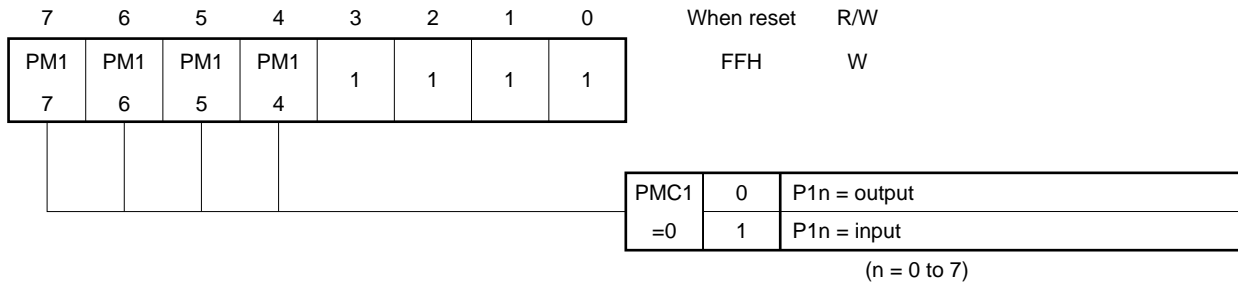 7 6 5 4 3 2 1 0 When reset R/W
PM1 PM1 PM1 PM1 1 1 1 1 FFH W
7 6 5 4
PMC1 0 P1n = output
=0 1 P1n = input
(n = 0 to 7)